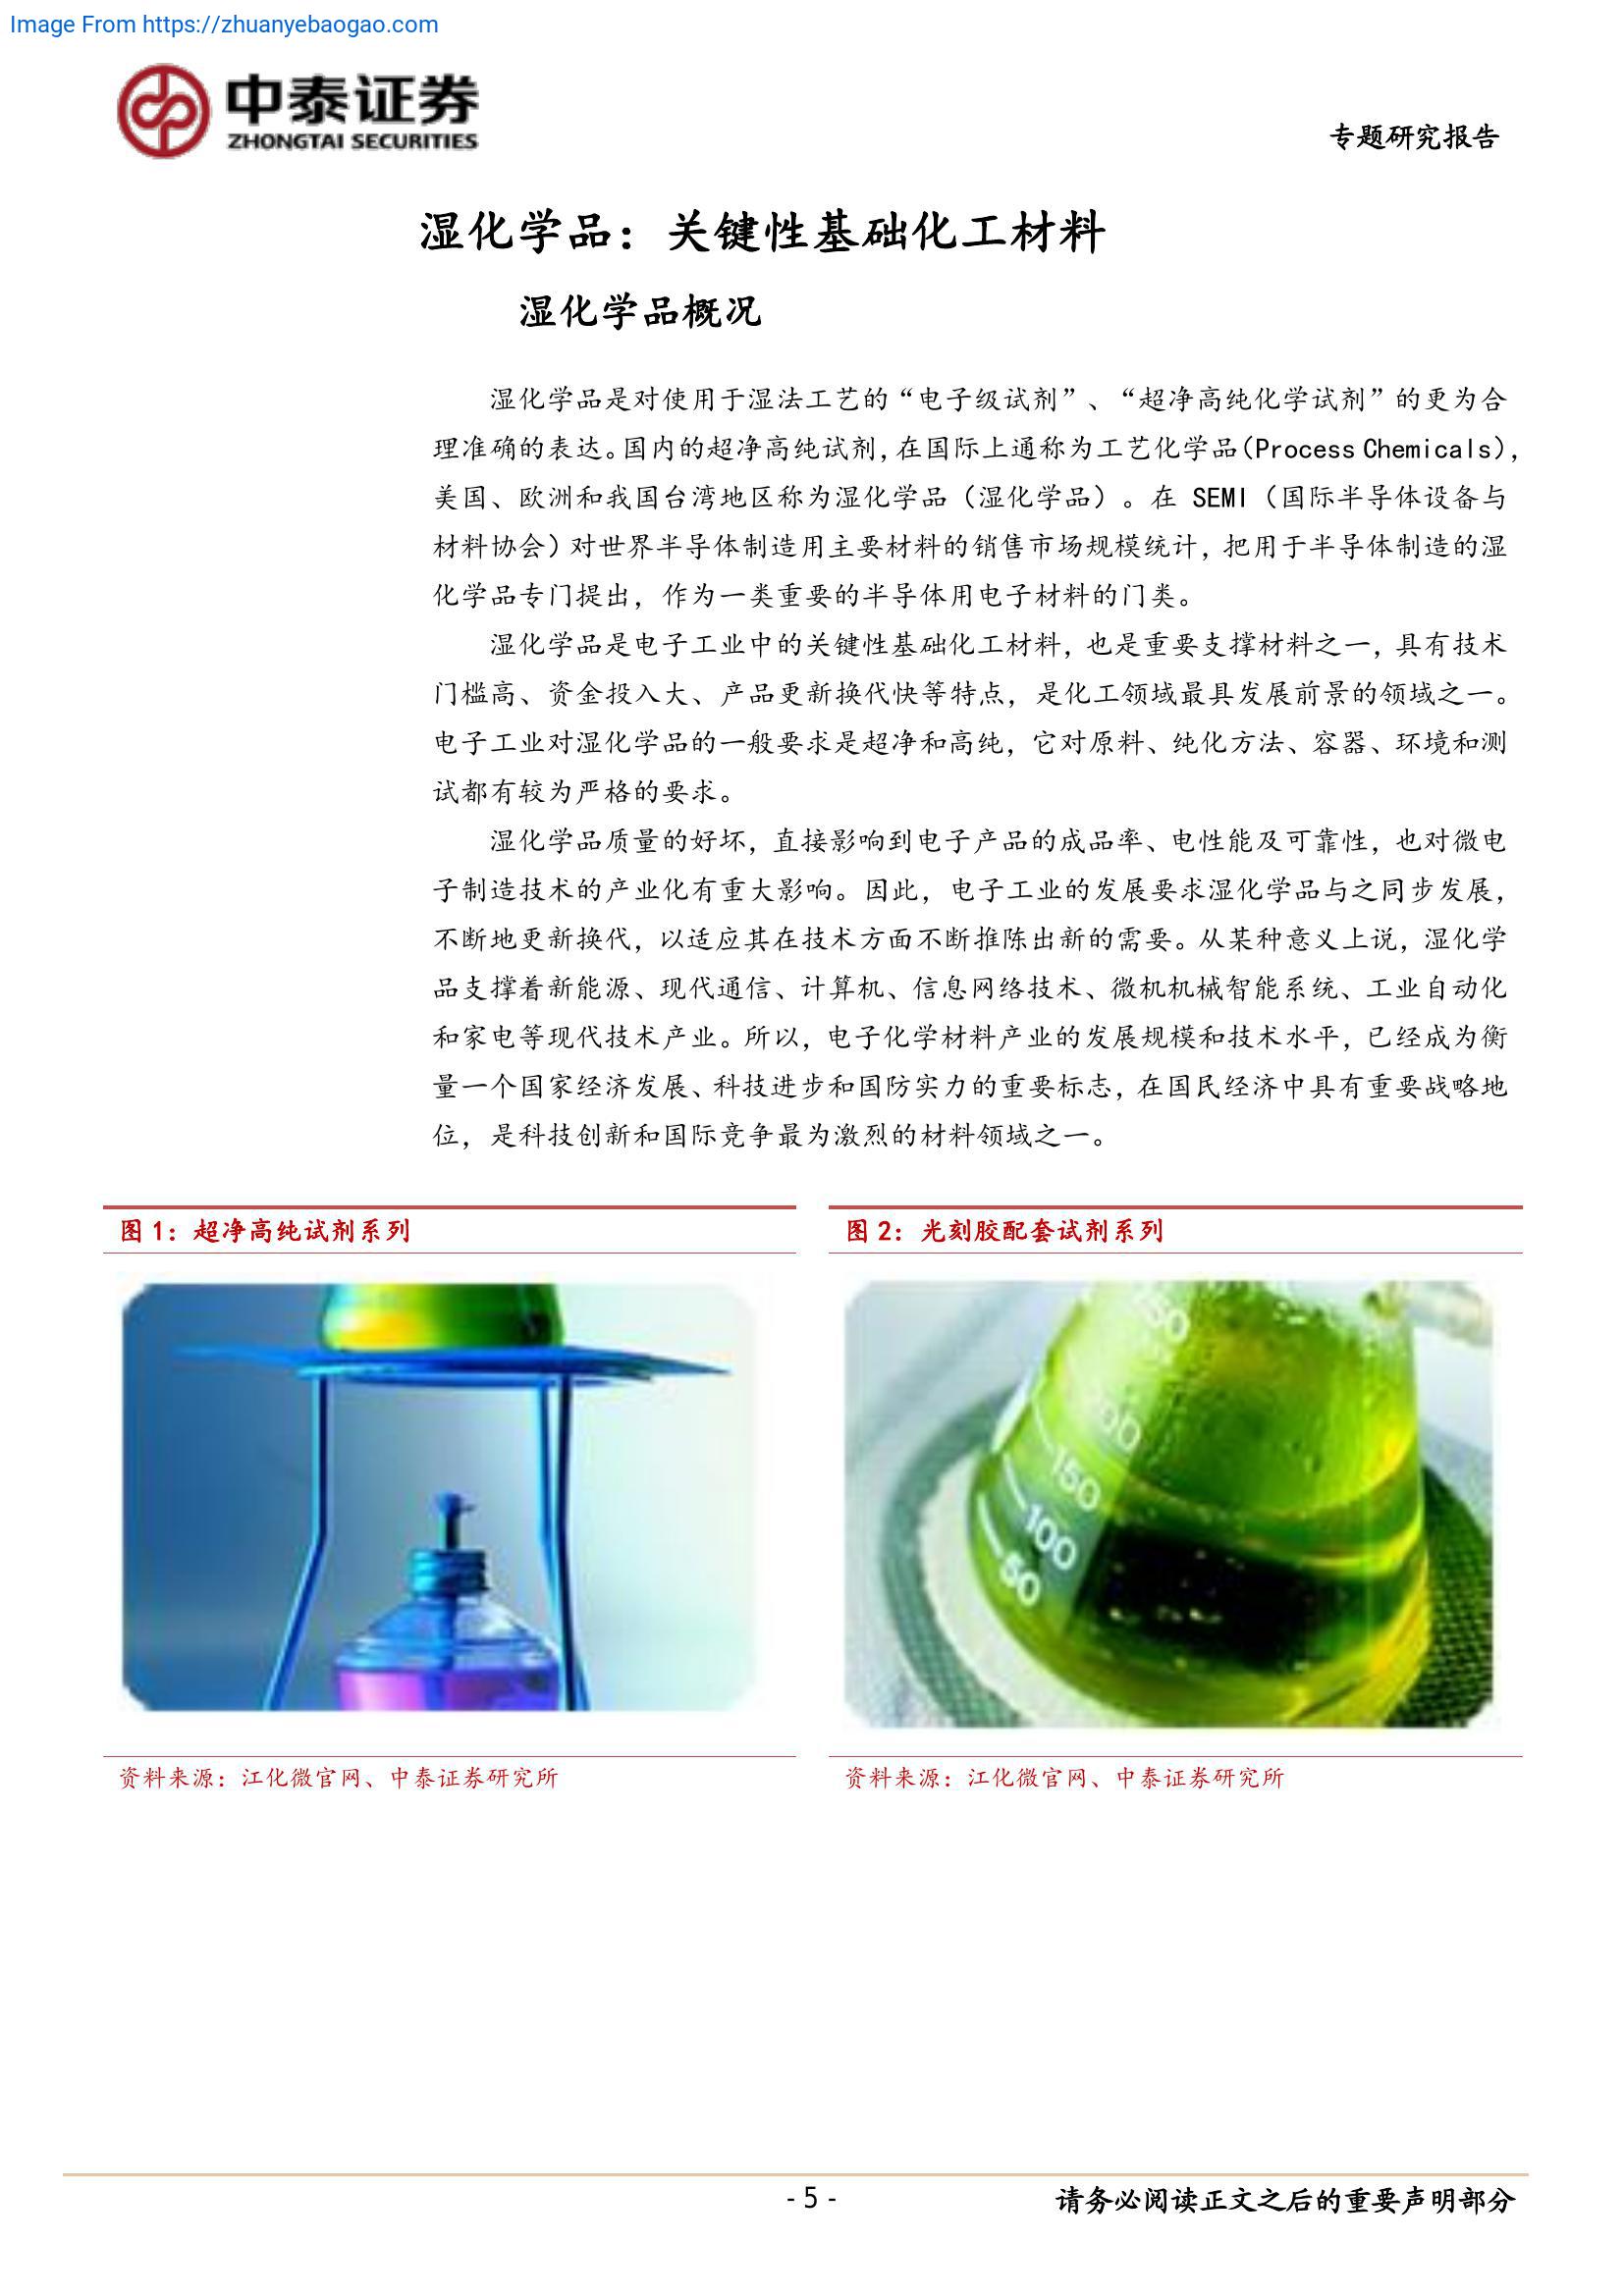 Image From https://zhuanyebaogao.com
中泰证券
ZHONGTAI SECURITIES
专题研究报告
湿化学品：关键性基础化工材料
湿化学品概况
湿化学品是对使用于湿法工艺的“电子级试剂”、“超净高纯化学试剂”的更为合
理准确的表达。国内的超净高纯试剂，在国际上通称为工艺化学品（Process Chemicals），
美国、欧洲和我国台湾地区称为湿化学品（湿化学品）。在 SEMI（国际半导体设备与
材料协会）对世界半导体制造用主要材料的销售市场规模统计，把用于半导体制造的湿
化学品专门提出，作为一类重要的半导体用电子材料的门类。
湿化学品是电子工业中的关键性基础化工材料，也是重要支撑材料之一，具有技术
门槛高、资金投入大、产品更新换代快等特点，是化工领域最具发展前景的领域之一。
电子工业对湿化学品的一般要求是超净和高纯，它对原料、纯化方法、容器、环境和测
试都有较为严格的要求。
湿化学品质量的好坏，直接影响到电子产品的成品率、电性能及可靠性，也对微电
子制造技术的产业化有重大影响。因此，电子工业的发展要求湿化学品与之同步发展，
不断地更新换代，以适应其在技术方面不断推陈出新的需要。从某种意义上说，湿化学
品支撑着新能源、现代通信、计算机、信息网络技术、微机机械智能系统、工业自动化
和家电等现代技术产业。所以，电子化学材料产业的发展规模和技术水平，已经成为衡
量一个国家经济发展、科技进步和国防实力的重要标志，在国民经济中具有重要战略地
位，是科技创新和国际竞争最为激烈的材料领域之一。
图 1：超净高纯试剂系列
图 2：光刻胶配套试剂系列
200
150
100
50
资料来源：江化微官网、中泰证券研究所
资料来源：江化微官网、中泰证券研究所
- 5 -
请务必阅读正文之后的重要声明部分